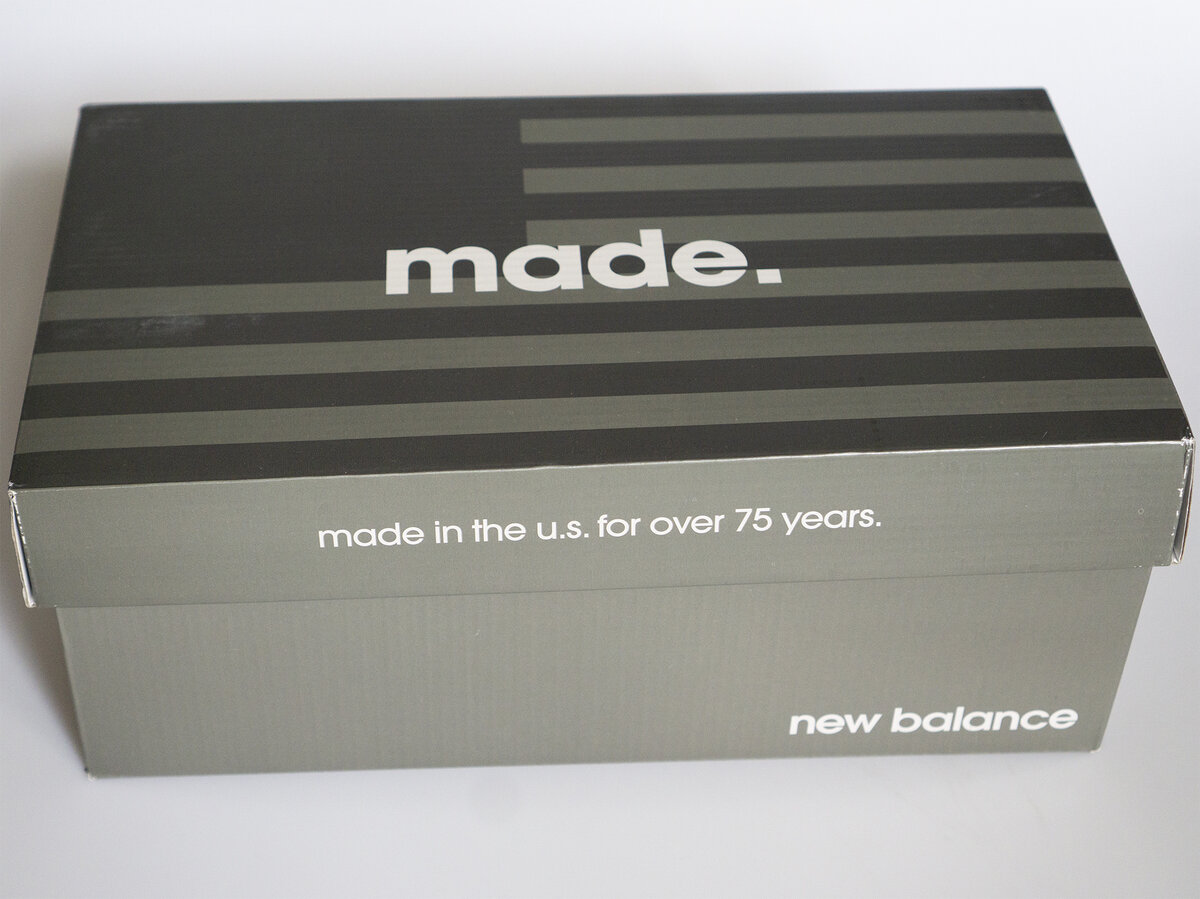 made.
made in the u.s. for over 75 years.
new balance